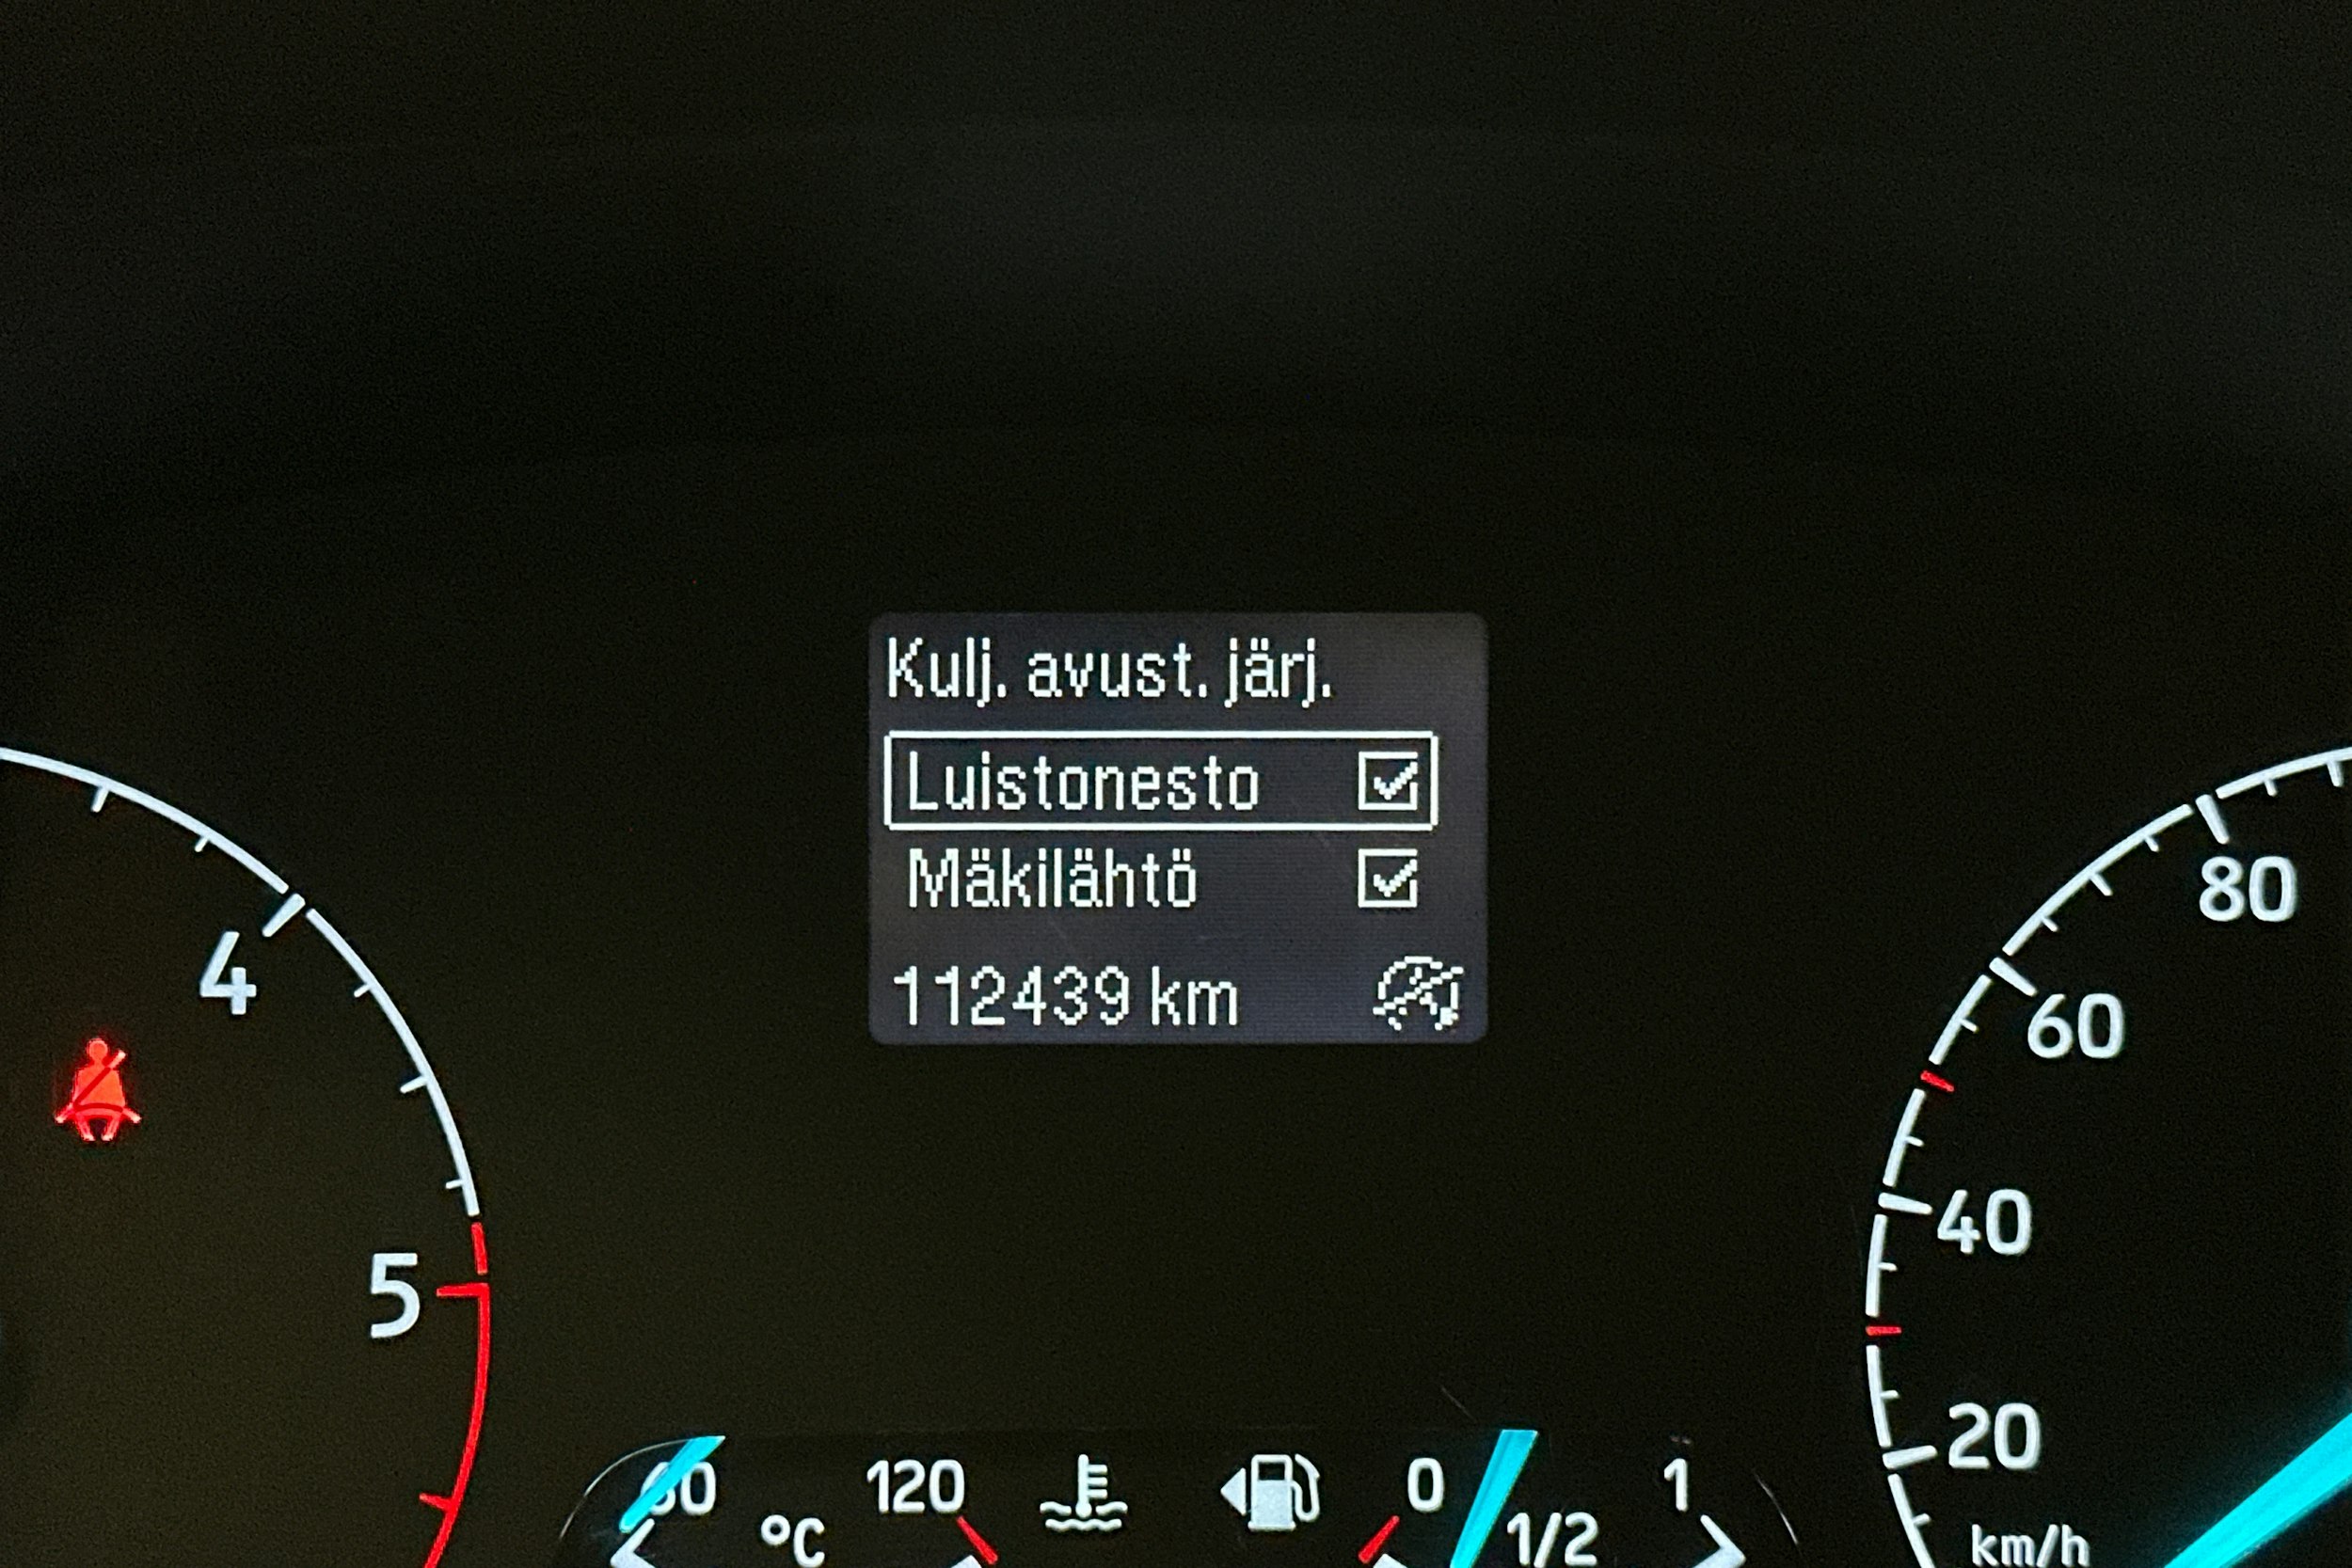 Kulj. avust. järj.
Luistonesto
Mäkilähtö
112439 km
4
5
80
60
40
20
km/h
60
120
°C
0
1/2
1